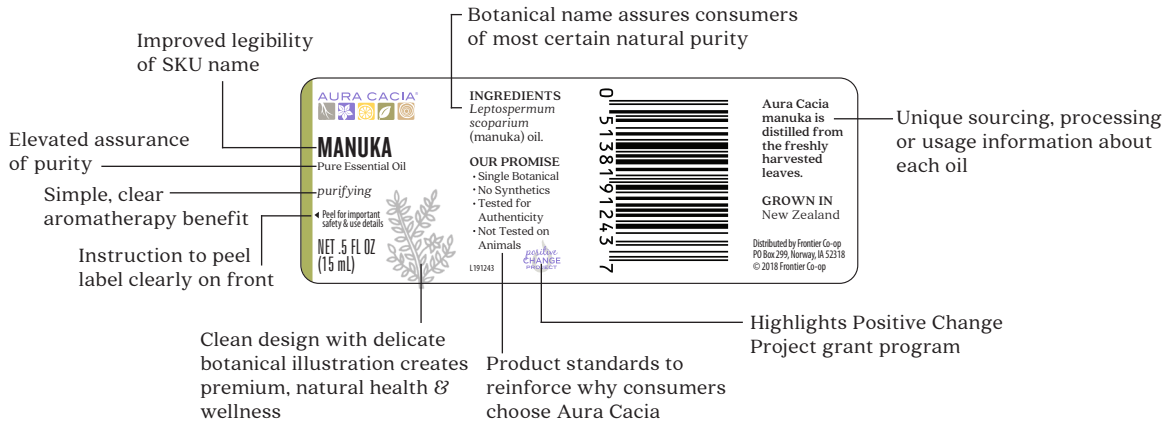 Botanical name assures consumers
of most certain natural purity
Improved legibility
of SKU name
Elevated assurance
of purity
Simple, clear
aromatherapy benefit
Instruction to peel
label clearly on front
AURA CACIA®
MANUKA
Pure Essential Oil
purifying
Peel for important
safety & use details
NET .5 FL OZ
(15 mL)
INGREDIENTS
Leptospermum
scoparium
(manuka) oil.
OUR PROMISE
· Single Botanical
· No Synthetics
· Tested for
Authenticity
· Not Tested on
Animals
L191243
positive
CHANGE
PROJECT
0 51381 91243 7
Aura Cacia
manuka is
distilled from
the freshly
harvested
leaves.
GROWN IN
New Zealand
Distributed by Frontier Co-op
PO Box 299, Norway, IA 52318
© 2018 Frontier Co-op
Unique sourcing, processing
or usage information about
each oil
Clean design with delicate
botanical illustration creates
premium, natural health &
wellness
Product standards to
reinforce why consumers
choose Aura Cacia
Highlights Positive Change
Project grant program